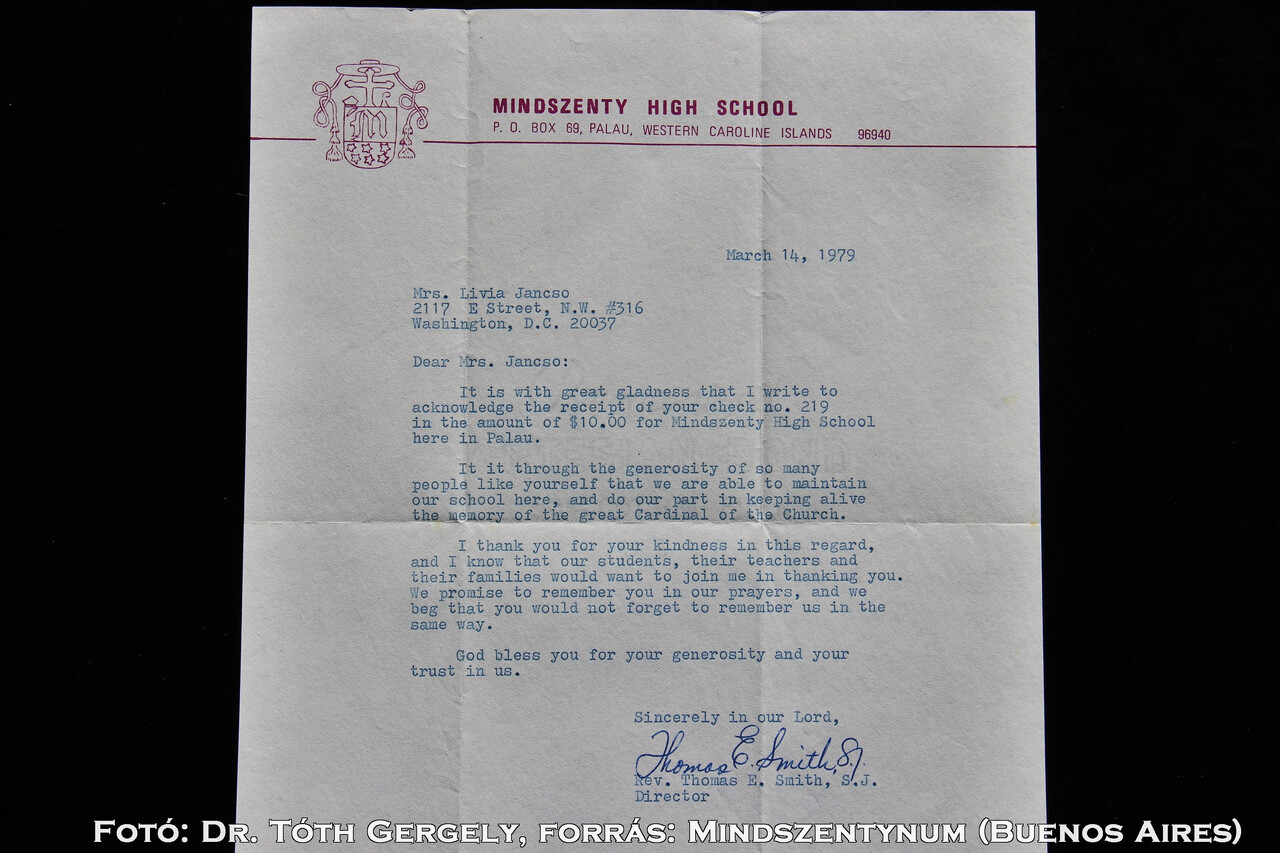 MINDSZENTY HIGH SCHOOL
P. O. BOX 69, PALAU, WESTERN CAROLINE ISLANDS 96940
March 14, 1979
Mrs. Livia Jancso
2117 E Street, N.W. #316
Washington, D.C. 20037
Dear Mrs. Jancso:
It is with great gladness that I write to
acknowledge the receipt of your check no. 219
in the amount of $10.00 for Mindszenty High School
here in Palau.
It it through the generosity of so many
people like yourself that we are able to maintain
our school here, and do our part in keeping alive
the memory of the great Cardinal of the Church.
I thank you for your kindness in this regard,
and I know that our students, their teachers and
their families would want to join me in thanking you.
We promise to remember you in our prayers, and we
beg that you would not forget to remember us in the
same way.
God bless you for your generosity and your
trust in us.
Sincerely in our Lord,
Thomas E. Smith, S.J.
Rev. Thomas E. Smith, S.J.
Director
Fotó: Dr. Tóth Gergely, forrás: Mindszentynum (Buenos Aires)